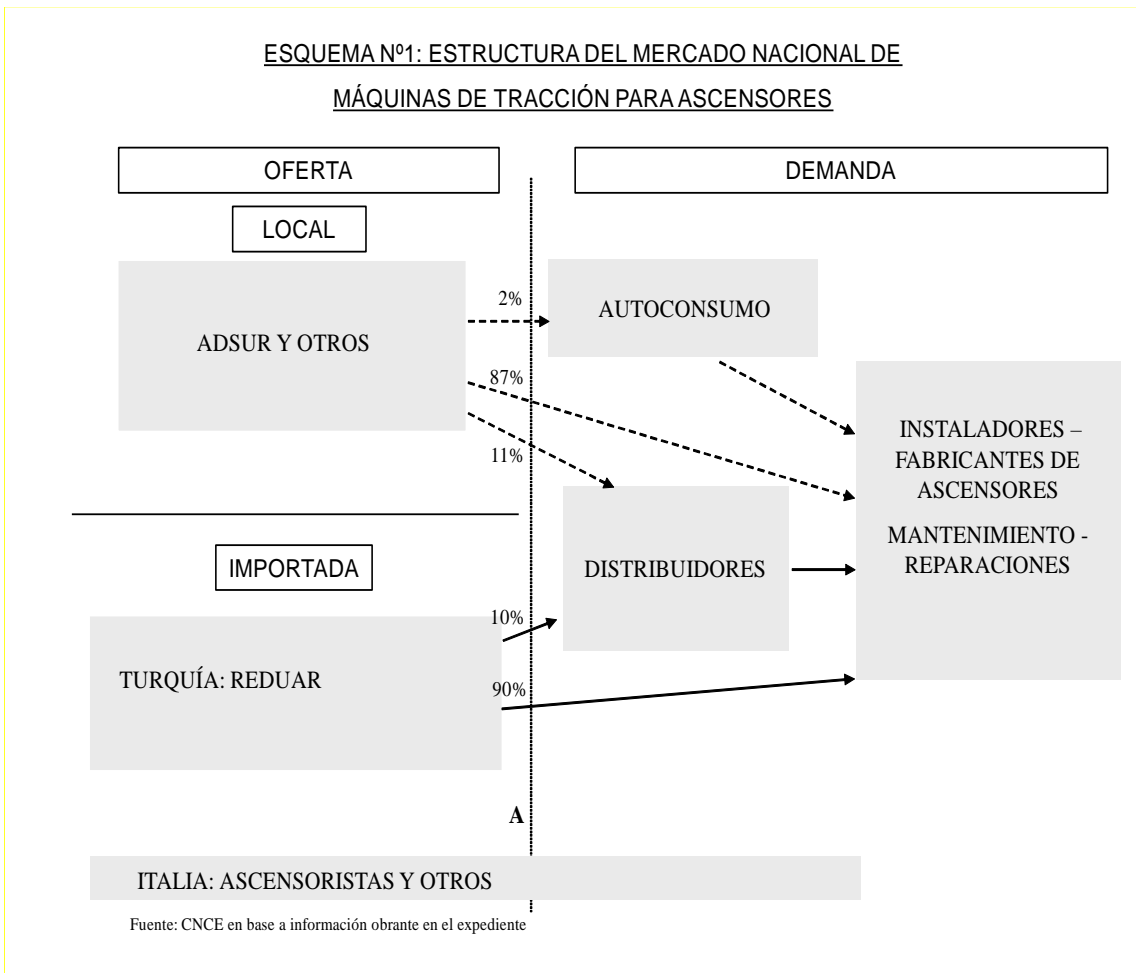 ESQUEMA Nº1: ESTRUCTURA DEL MERCADO NACIONAL DE
MÁQUINAS DE TRACCIÓN PARA ASCENSORES
OFERTA
DEMANDA
LOCAL
ADSUR Y OTROS
2%
87%
11%
AUTOCONSUMO
INSTALADORES –
FABRICANTES DE
ASCENSORES
MANTENIMIENTO -
REPARACIONES
DISTRIBUIDORES
IMPORTADA
TURQUÍA: REDUAR
10%
90%
A
ITALIA: ASCENSORISTAS Y OTROS
Fuente: CNCE en base a información obrante en el expediente